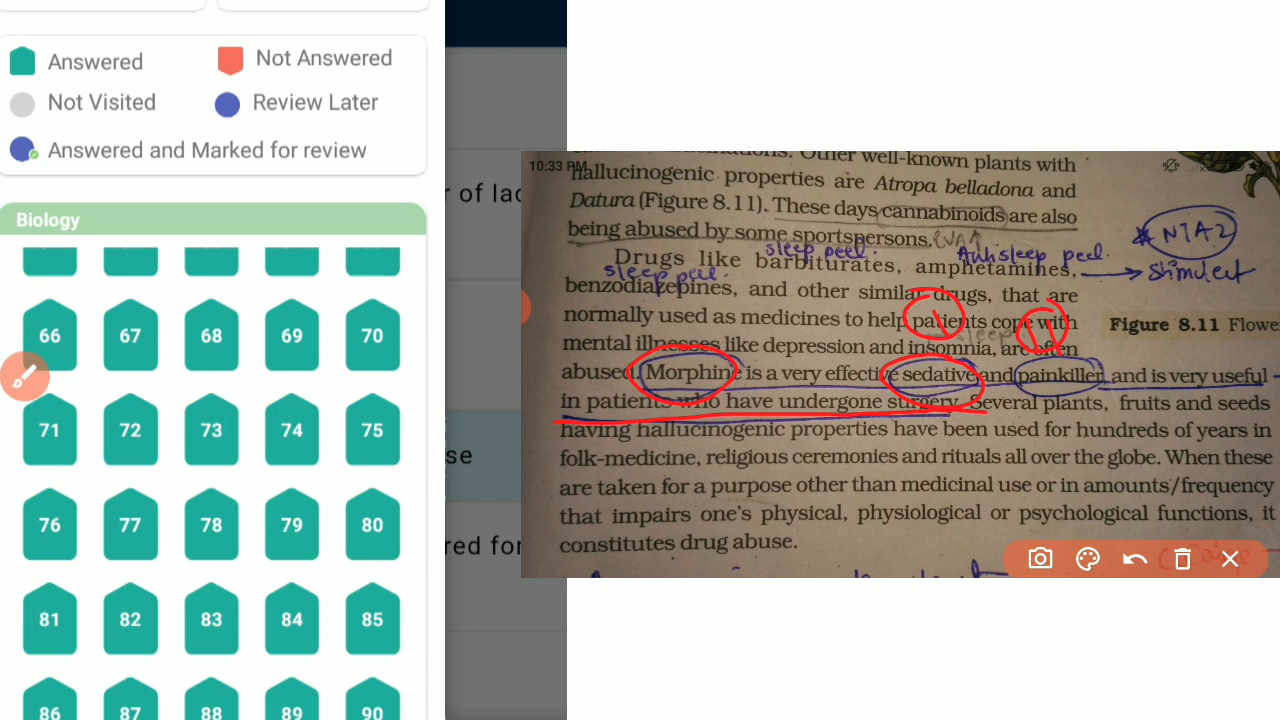 Answered
Not Answered
Not Visited
Review Later
Answered and Marked for review
Biology
66 67 68 69 70
71 72 73 74 75
76 77 78 79 80
81 82 83 84 85
86 87 88 89 90
r of lac
se
red for
10:33 PM
Other well-known plants with
hallucinogenic properties are Atropa belladona and
Datura (Figure 8.11). These days cannabinoids are also
being abused by some sportspersons.
NTA2
sleep peel.
Antisleep peel.
Drugs like barbiturates, amphetamines,
sleep peel.
benzodiazepines, and other similar drugs, that are
normally used as medicines to help patients cope with
Figure 8.11 Flowe
sleep
mental illnesses like depression and insomnia, are often
abused. Morphine is a very effective sedative and painkiller and is very useful
in patients who have undergone surgery. Several plants, fruits and seeds
having hallucinogenic properties have been used for hundreds of years in
folk-medicine, religious ceremonies and rituals all over the globe. When these
are taken for a purpose other than medicinal use or in amounts/frequency
that impairs one's physical, physiological or psychological functions, it
constitutes drug abuse.